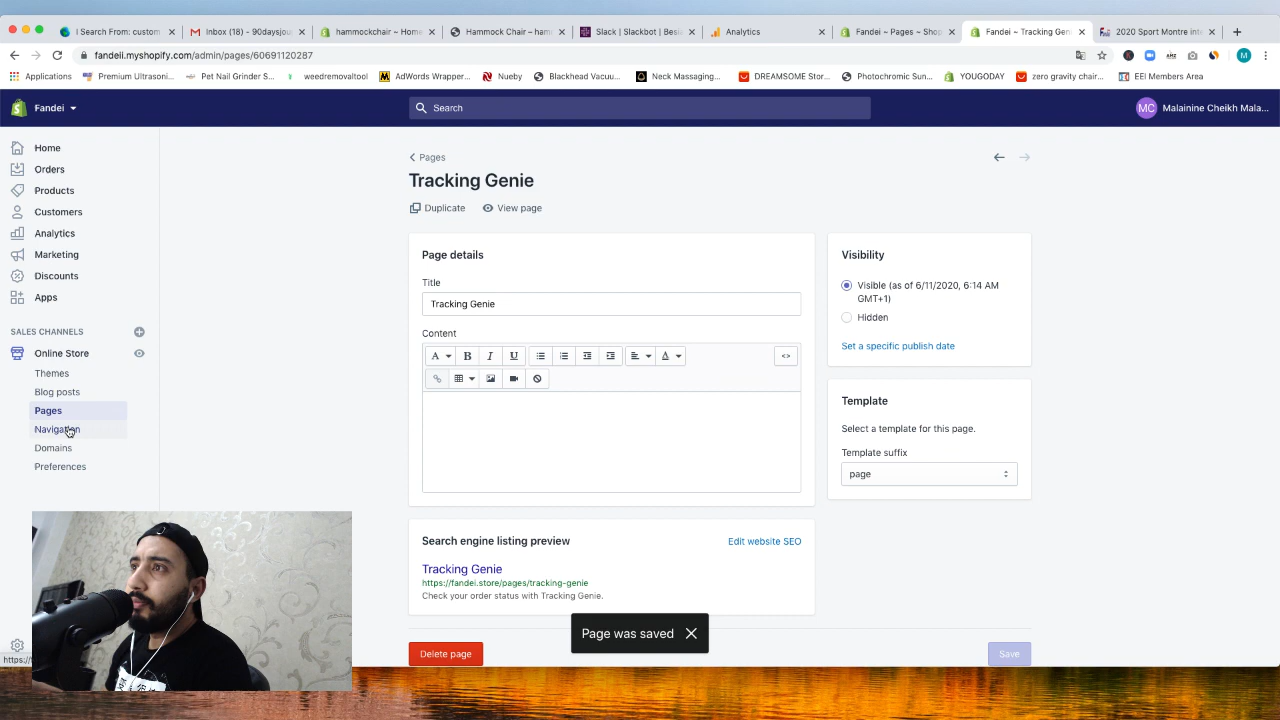 I Search From: custom
Inbox (18) - 90daysjou
hammockchair ~ Home
Hammock Chair – ham
Slack | Slackbot | Besi
Analytics
Fandei ~ Pages ~ Shop
Fandei ~ Tracking Geni
2020 Sport Montre int
fandeii.myshopify.com/admin/pages/60691120287
M
Applications
Premium Ultrasoni...
Pet Nail Grinder S...
weedremovaltool
AdWords Wrapper...
Nueby
Blackhead Vacuu...
Neck Massaging...
DREAMSOME Stor...
Photochromic Sun...
YOUGODAY
zero gravity chair...
EEI Members Area
Fandei
Search
MC
Malainine Cheikh Mala...
Home
Orders
Products
Customers
Analytics
Marketing
Discounts
Apps
SALES CHANNELS
Online Store
Themes
Blog posts
Pages
Navigation
Domains
Preferences
https://
Pages
Tracking Genie
Duplicate
View page
Page details
Title
Tracking Genie
Content
A B I U A <>
Search engine listing preview
Edit website SEO
Tracking Genie
https://fandei.store/pages/tracking-genie
Check your order status with Tracking Genie.
Page was saved
Delete page
Save
Visibility
Visible (as of 6/11/2020, 6:14 AM
GMT+1)
Hidden
Set a specific publish date
Template
Select a template for this page.
Template suffix
page